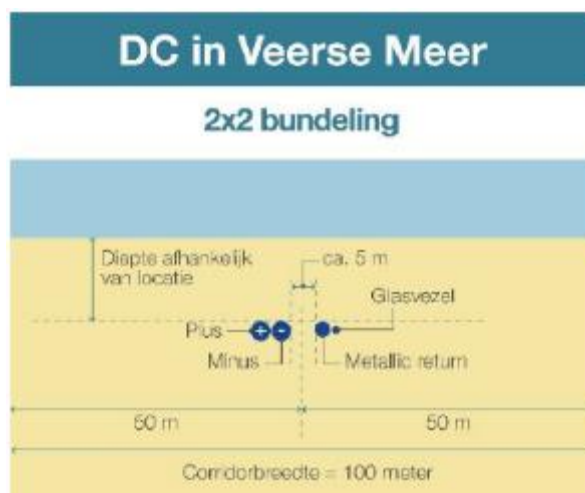 DC in Veerse Meer
2x2 bundeling
Diepte afhankelijk
van locatie
ca. 5 m
Glasvezel
Plus
+ -
Minus
Metallic return
50 m
50 m
Corridorbreedte = 100 meter